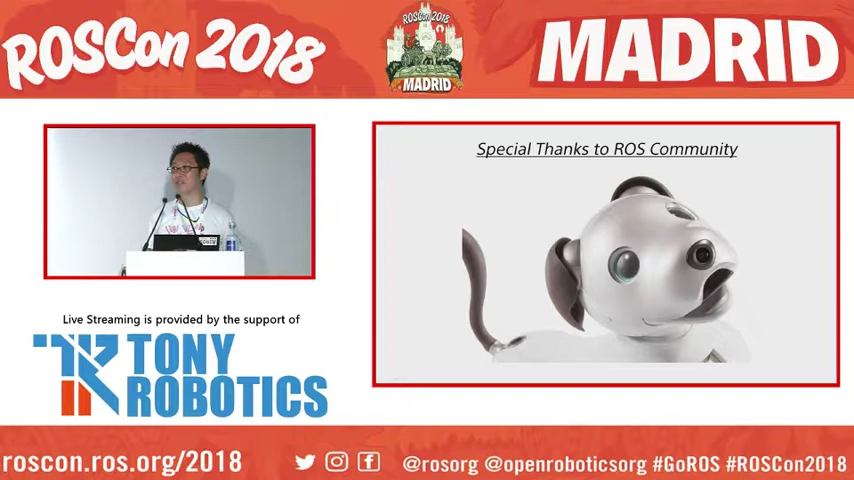 ROSCon 2018
ROSCon 2018
MADRID
MADRID
Special Thanks to ROS Community
Live Streaming is provided by the support of
TONY
ROBOTICS
roscon.ros.org/2018
@rosorg @openroboticsorg #GoROS #ROSCon2018